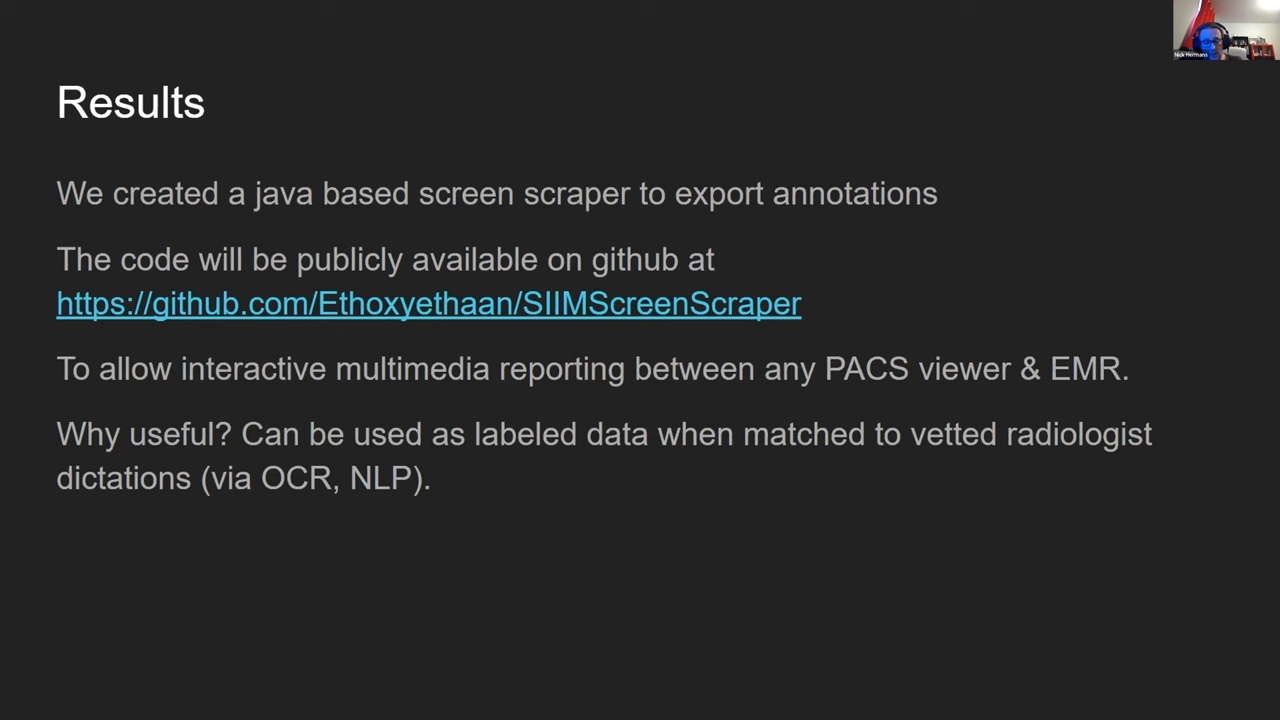 Nick Hermans
Results
We created a java based screen scraper to export annotations
The code will be publicly available on github at
https://github.com/Ethoxyethaan/SIIMScreenScraper
To allow interactive multimedia reporting between any PACS viewer & EMR.
Why useful? Can be used as labeled data when matched to vetted radiologist
dictations (via OCR, NLP).